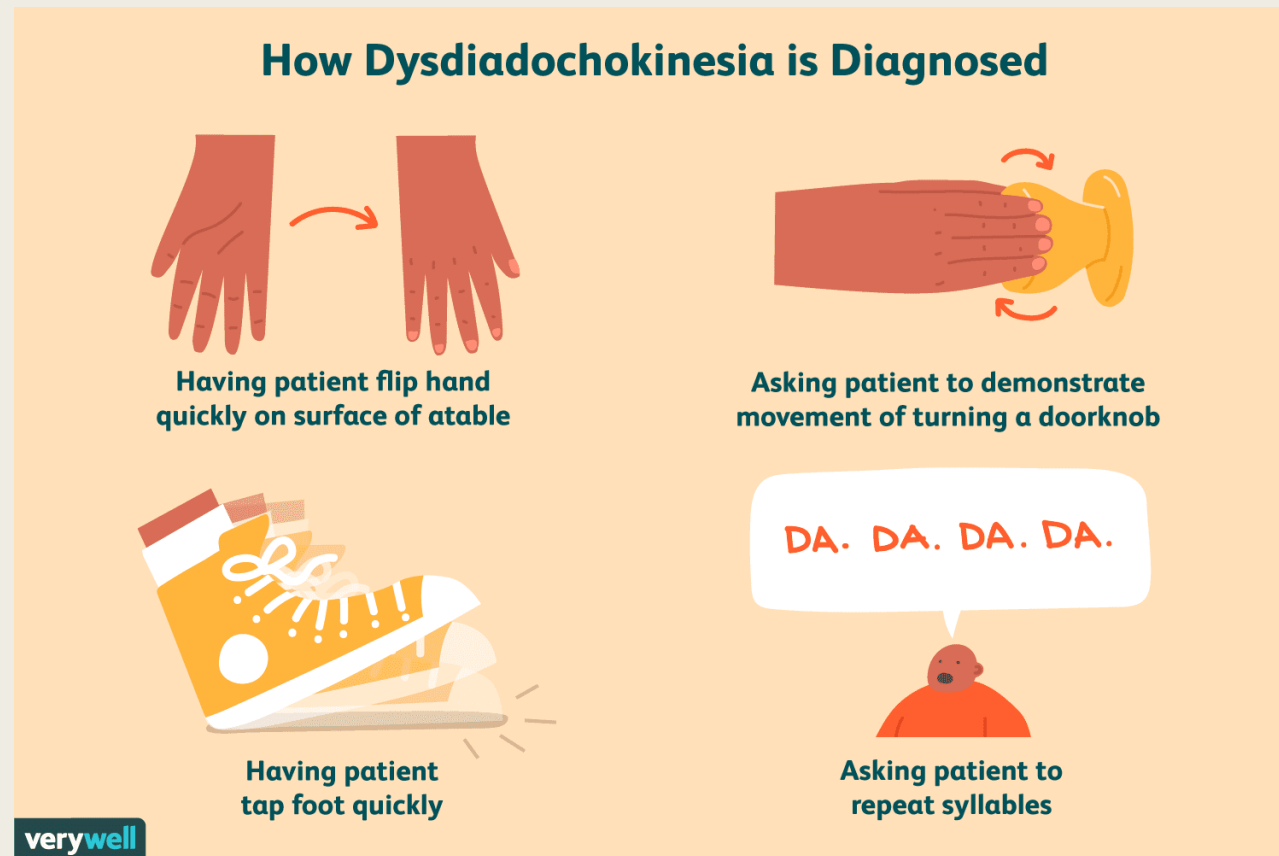 How Dysdiadochokinesia is Diagnosed
Having patient flip hand
quickly on surface of atable
Asking patient to demonstrate
movement of turning a doorknob
DA. DA. DA. DA.
Having patient
tap foot quickly
Asking patient to
repeat syllables
verywell